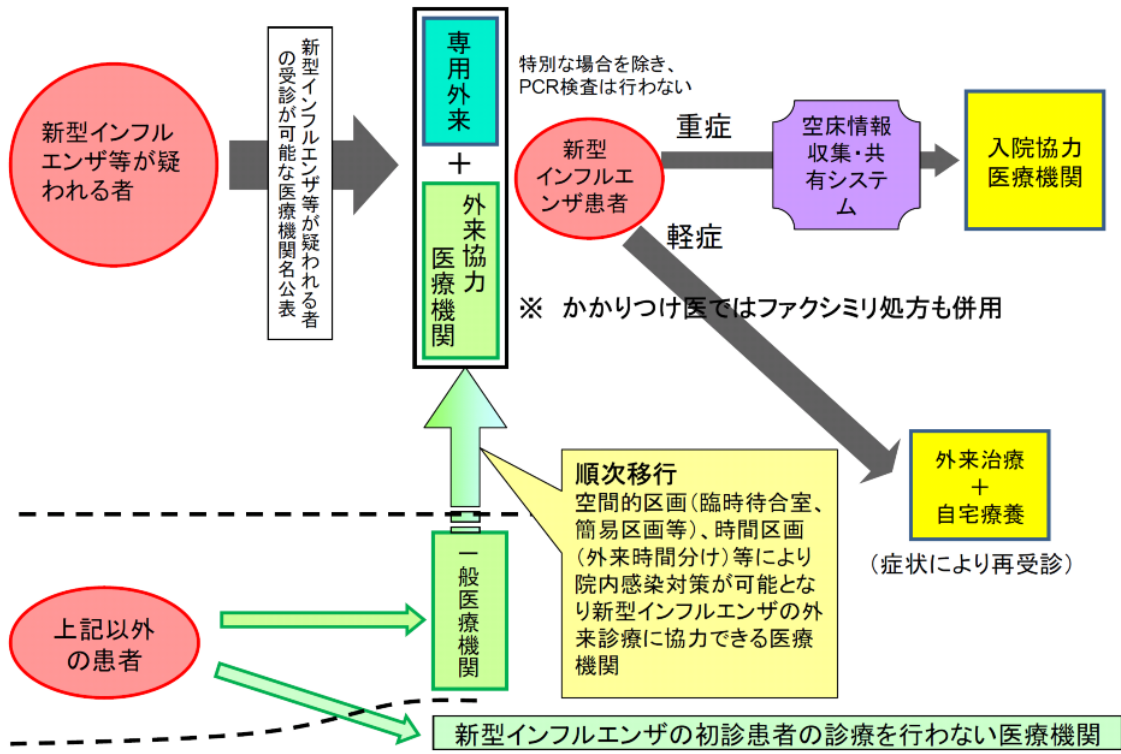 新型インフル
エンザ等が疑
われる者
新型インフルエンザ等が疑われる者
の受診が可能な医療機関名公表
専用外来
+
外来協力
医療機関
特別な場合を除き、
PCR検査は行わない
新型
インフルエ
ンザ患者
重症
空床情報
収集・共
有システ
ム
入院協力
医療機関
軽症
※ かかりつけ医ではファクシミリ処方も併用
外来治療
+
自宅療養
(症状により再受診)
順次移行
空間的区画(臨時待合室、
簡易区画等)、時間区画
(外来時間分け)等により
院内感染対策が可能とな
り新型インフルエンザの外
来診療に協力できる医療
機関
一般医療機関
上記以外
の患者
新型インフルエンザの初診患者の診療を行わない医療機関